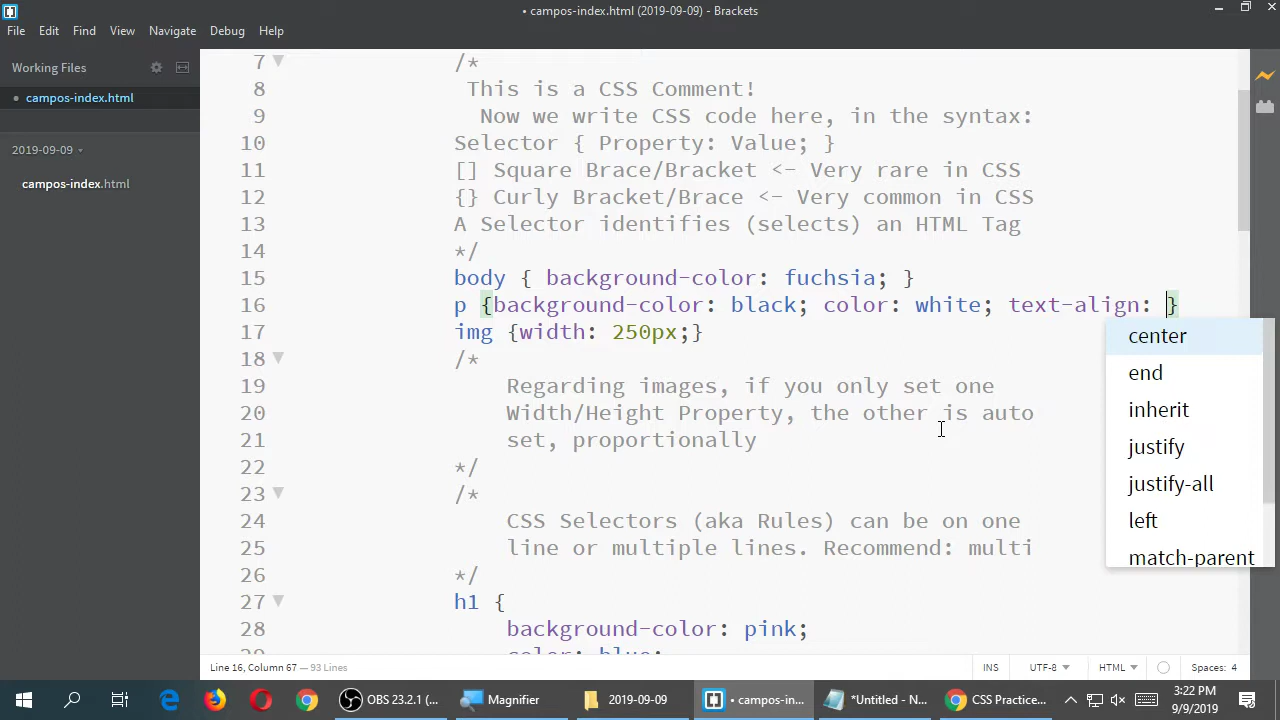 • campos-index.html (2019-09-09) - Brackets
File Edit Find View Navigate Debug Help
Working Files
• campos-index.html
2019-09-09
campos-index.html
7 /*
8 This is a CSS Comment!
9 Now we write CSS code here, in the syntax:
10 Selector { Property: Value; }
11 [] Square Brace/Bracket <- Very rare in CSS
12 {} Curly Bracket/Brace <- Very common in CSS
13 A Selector identifies (selects) an HTML Tag
14 */
15 body { background-color: fuchsia; }
16 p {background-color: black; color: white; text-align: }
17 img {width: 250px;}
18 /*
19 Regarding images, if you only set one
20 Width/Height Property, the other is auto
21 set, proportionally
22 */
23 /*
24 CSS Selectors (aka Rules) can be on one
25 line or multiple lines. Recommend: multi
26 */
27 h1 {
28 background-color: pink;
29 color: blue;
center
end
inherit
justify
justify-all
left
match-parent
Line 16, Column 67 — 93 Lines
INS UTF-8 HTML Spaces: 4
OBS 23.2.1 (... Magnifier 2019-09-09 • campos-in... *Untitled - N... CSS Practice... 3:22 PM
9/9/2019